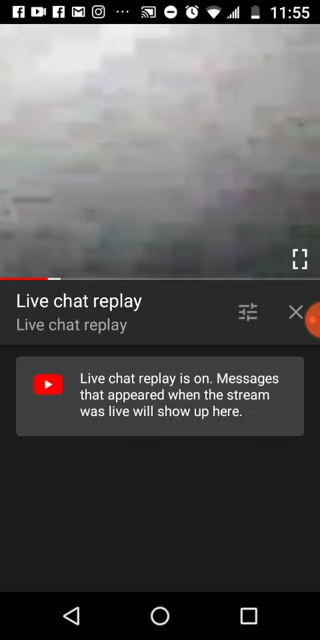 11:55
Live chat replay
Live chat replay
Live chat replay is on. Messages
that appeared when the stream
was live will show up here.